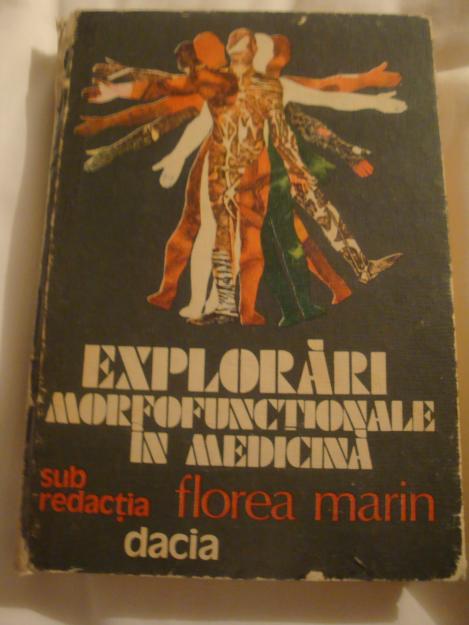 EXPLORĂRI
MORFOFUNCȚIONALE
ÎN MEDICINĂ
sub
redacția florea marin
dacia